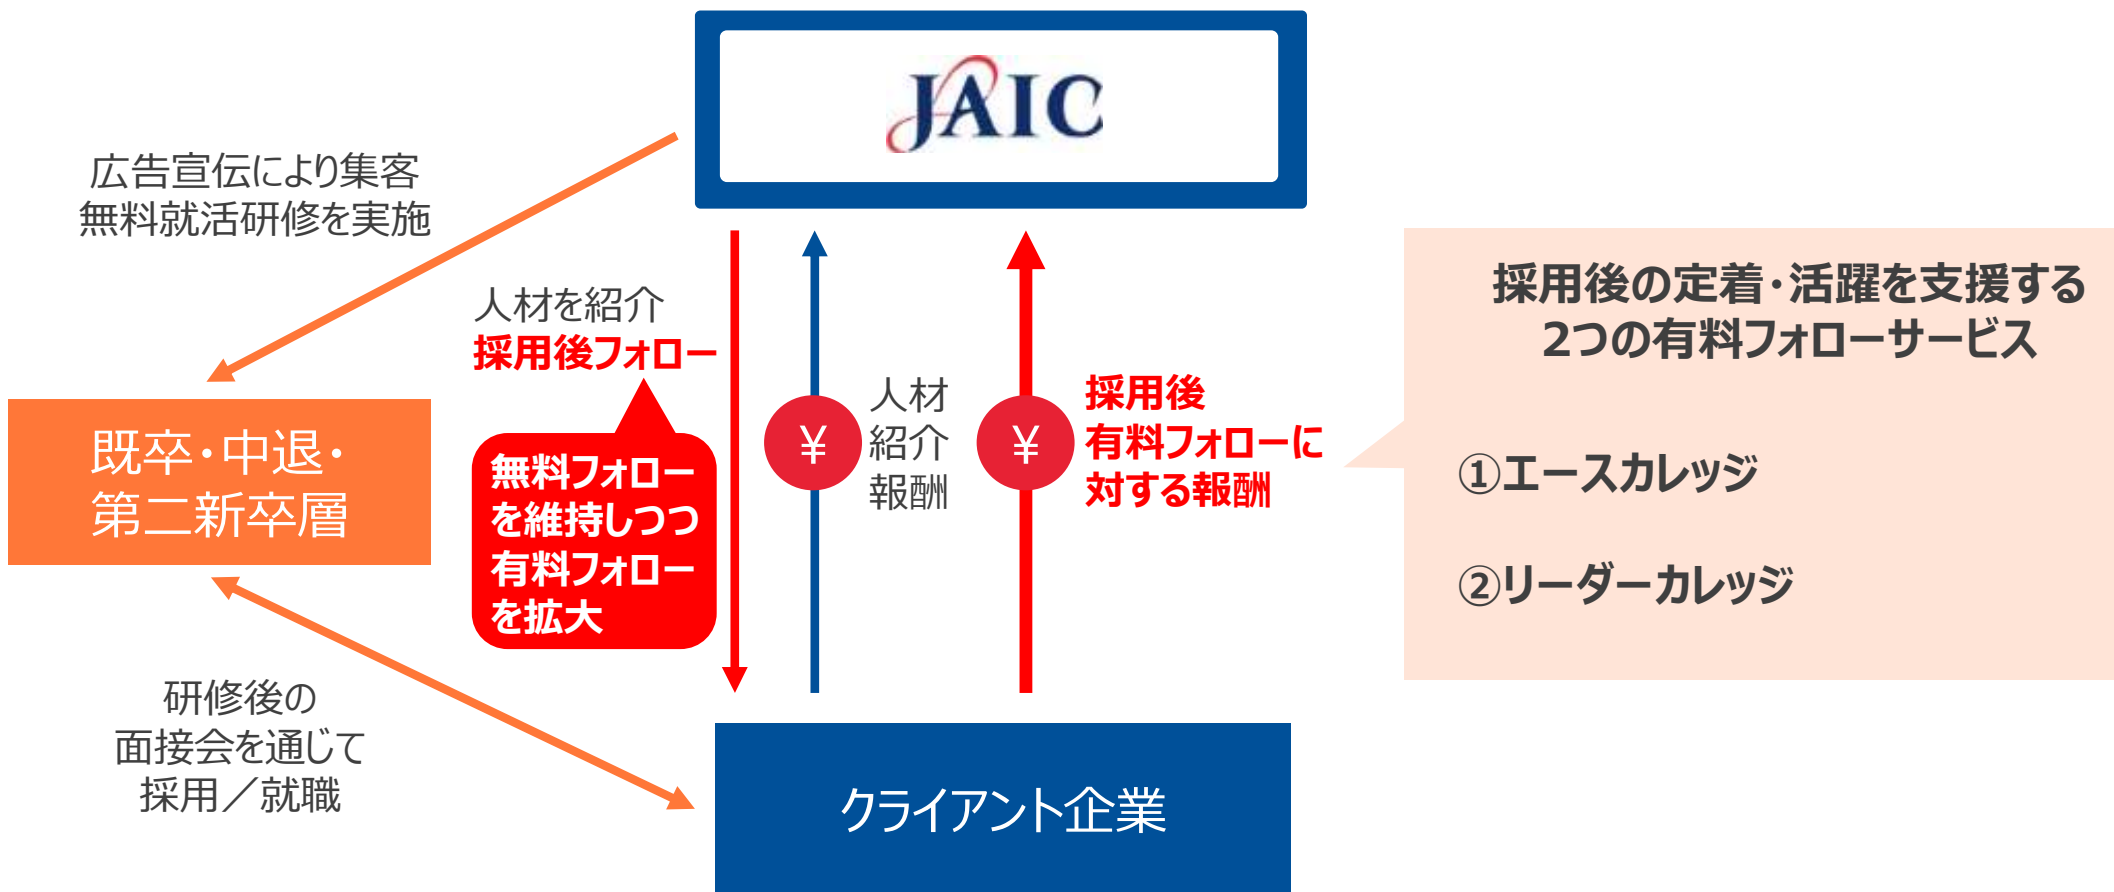 JAIC
広告宣伝により集客
無料就活研修を実施
人材を紹介
採用後フォロー
無料フォロー
を維持しつつ
有料フォロー
を拡大
¥
人材
紹介
報酬
¥
採用後
有料フォローに
対する報酬
採用後の定着・活躍を支援する
2つの有料フォローサービス
①エースカレッジ
②リーダーカレッジ
既卒・中退・
第二新卒層
研修後の
面接会を通じて
採用／就職
クライアント企業